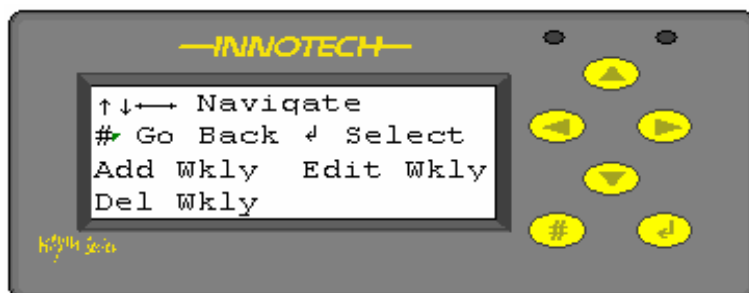 INNOTECH
↑↓←→ Navigate
# Go Back ↲ Select
Add Wkly Edit Wkly
Del Wkly
#